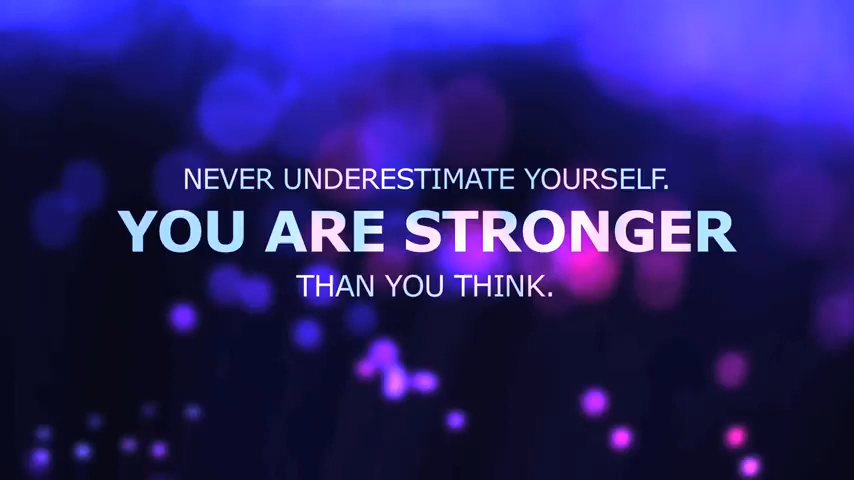 NEVER UNDERESTIMATE YOURSELF.
YOU ARE STRONGER
THAN YOU THINK.